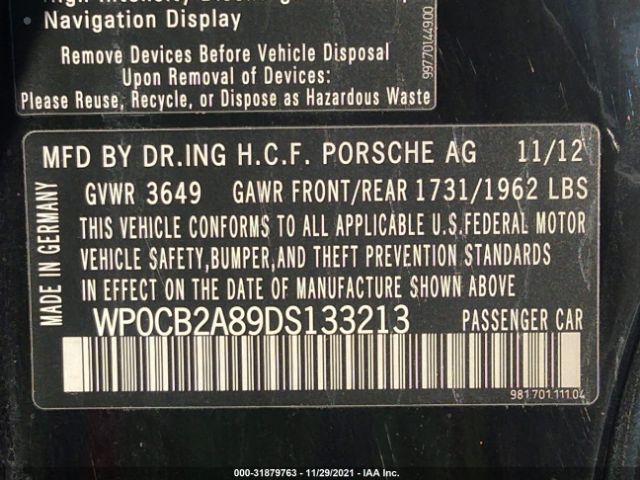 Navigation Display
Remove Devices Before Vehicle Disposal
Upon Removal of Devices:
Please Reuse, Recycle, or Dispose as Hazardous Waste
99770144900
MFD BY DR.ING H.C.F. PORSCHE AG 11/12
GVWR 3649 GAWR FRONT/REAR 1731/1962 LBS
THIS VEHICLE CONFORMS TO ALL APPLICABLE U.S.FEDERAL MOTOR
VEHICLE SAFETY,BUMPER,AND THEFT PREVENTION STANDARDS
IN EFFECT ON THE DATE OF MANUFACTURE SHOWN ABOVE
WP0CB2A89DS133213 PASSENGER CAR
MADE IN GERMANY
981.701.111.04
000-31879763 - 11/29/2021 - IAA Inc.